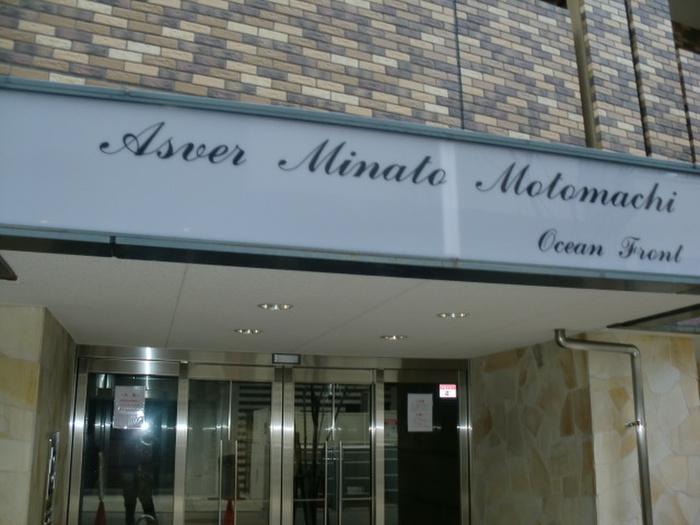 Asver Minato Motomachi
Ocean Front